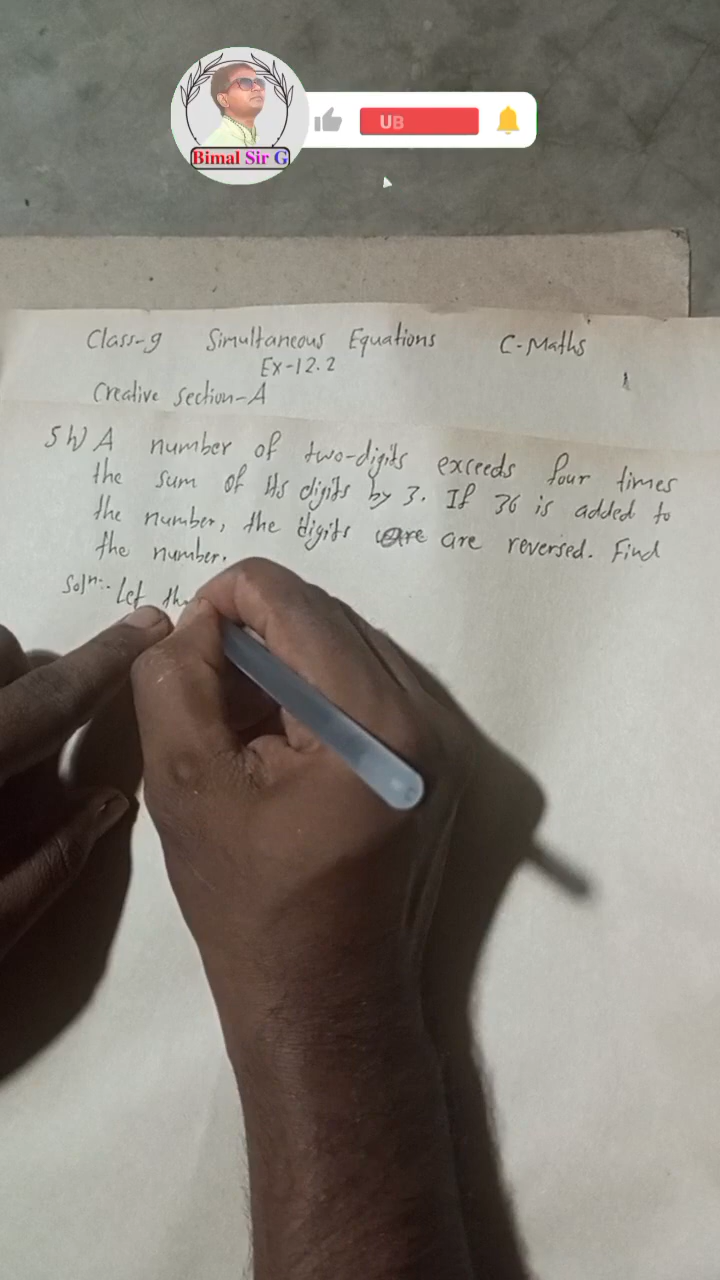 Bimal Sir G
UB
Class-9 Simultaneous Equations C-Maths
Ex-12.2
Creative section-A
A number of two-digits exceeds four times
the sum of its digits by 3. If 36 is added to
the number, the digits are are reversed. Find
the number.
Solⁿ:- Let